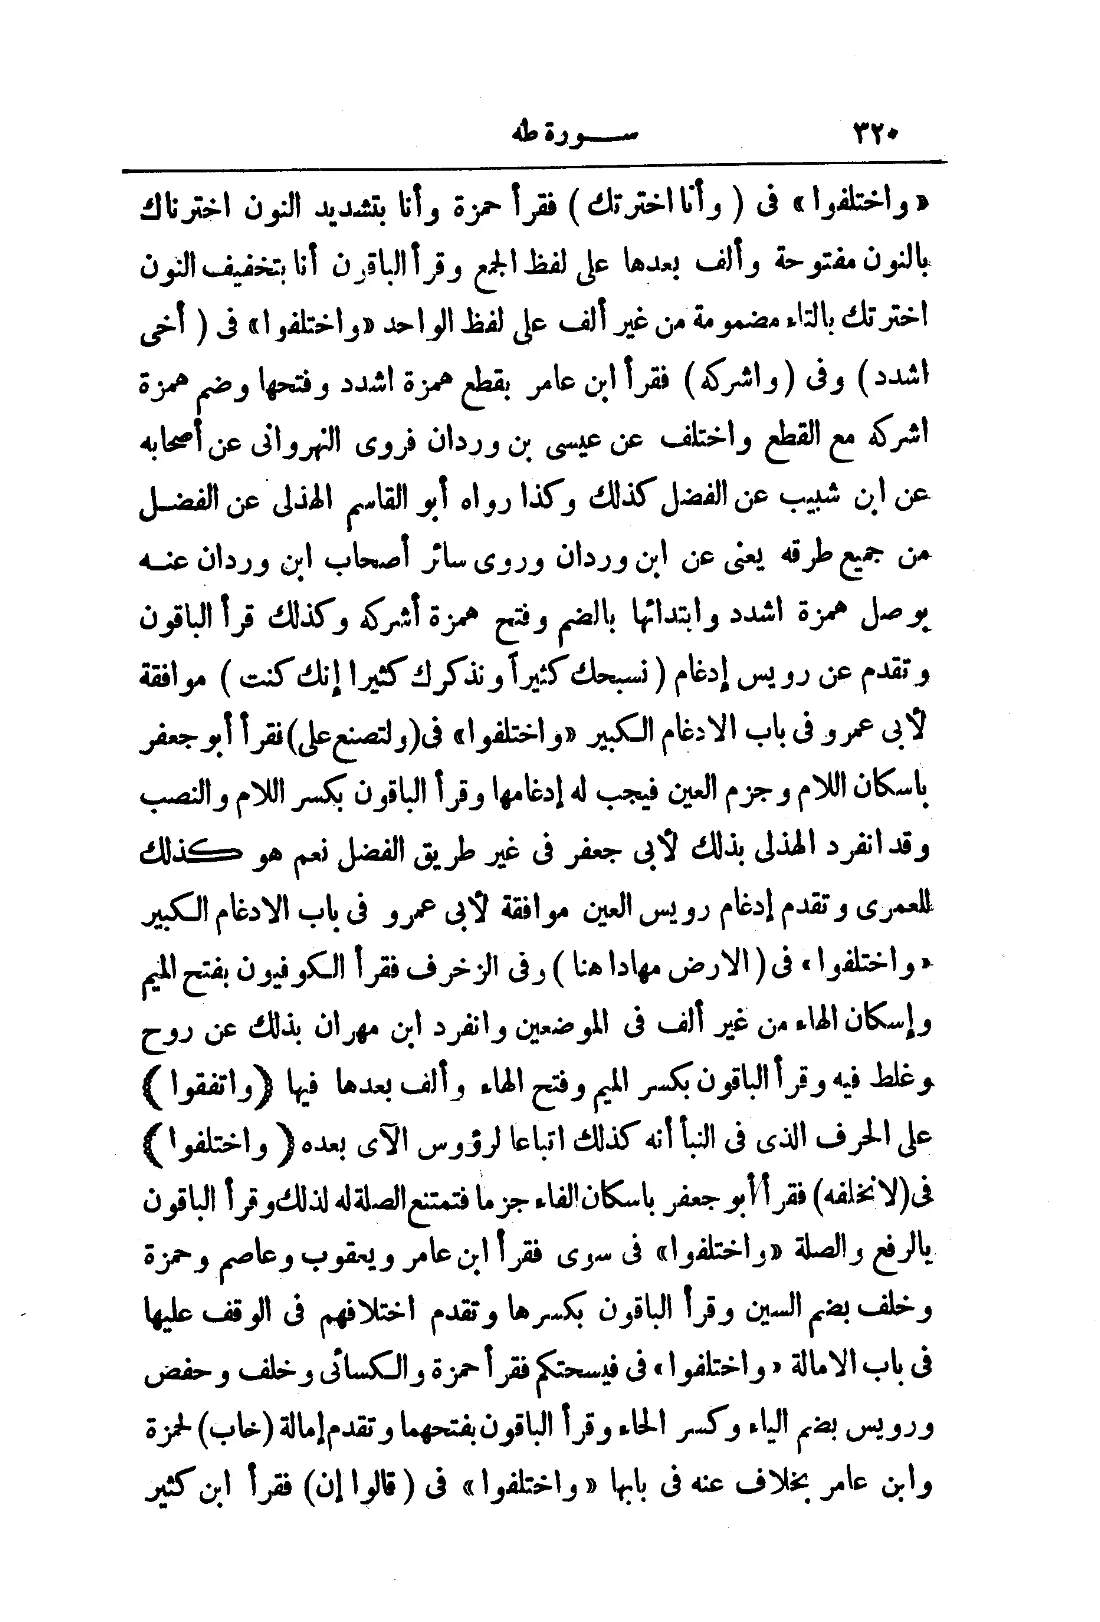 ٣٢٠ ســورة طه
«واختلفوا» فى ( وأنا اخترتك ) فقرأ حمزة وأنا بتشديد النون اخترناك
بالنون مفتوحة وألف بعدها على لفظ الجمع وقرأ الباقون أنا بتخفيف النون
اخترتك بالتاء مضمومة من غير ألف على لفظ الواحد «واختلفوا» فى ( أخى
اشدد ) وفى (واشركه) فقرأ ابن عامر بقطع همزة اشدد وفتحها وضم همزة
اشركه مع القطع واختلف عن عيسى بن وردان فروى النهروانى عن أصحابه
عن ابن شبيب عن الفضل كذلك وكذا رواه أبو القاسم الهذلى عن الفضـل
من جميع طرقه يعنى عن ابن وردان وروى سائر أصحاب ابن وردان عنـه
بوصل همزة اشدد وابتدائها بالضم وفتح همزة أشركه وكذلك قرأ الباقون
وتقدم عن رويس إدغام ( نسبحك كثيراً ونذكرك كثيرا إنك كنت ) موافقة
لأبى عمرو فى باب الادغام الكبير «واختلفوا» فى (ولتصنع على) فقرأ أبو جعفر
باسكان اللام وجزم العين فيجب له إدغامها وقرأ الباقون بكسر اللام والنصب
وقد انفرد الهذلى بذلك لأبى جعفر فى غير طريق الفضل نعم هو كـذلك
للعمرى وتقدم إدغام رويس العين موافقة لأبى عمرو فى باب الادغام الكبير
«واختلفوا» فى ( الارض مهادا هنا ) وفى الزخرف فقرأ الكوفيون بفتح الميم
وإسكان الهاء من غير ألف فى الموضعين وانفرد ابن مهران بذلك عن روح
وغلط فيه وقرأ الباقون بكسر الميم وفتح الهاء وألف بعدها فيها ﴿واتفقوا﴾
على الحرف الذى فى النبأ أنه كذلك اتباعا لرؤوس الآى بعده ﴿واختلفوا﴾
فى (لا نخلفه) فقرأ أبو جعفر باسكان الفاء جزما فتمتنع الصلة له لذلك وقرأ الباقون
بالرفع والصلة «واختلفوا» فى سوى فقرأ ابن عامر ويعقوب وعاصم وحمزة
وخلف بضم السين وقرأ الباقون بكسرها وتقدم اختلافهم فى الوقف عليها
فى باب الامالة «واختلفوا» فى فيسحتكم فقرأ حمزة والكسائى وخلف وحفص
ورويس بضم الياء وكسر الحاء وقرأ الباقون بفتحهما وتقدم إمالة (خاب) لحمزة
وابن عامر بخلاف عنه فى بابها «واختلفوا» فى ( قالوا إن) فقرأ ابن كثير